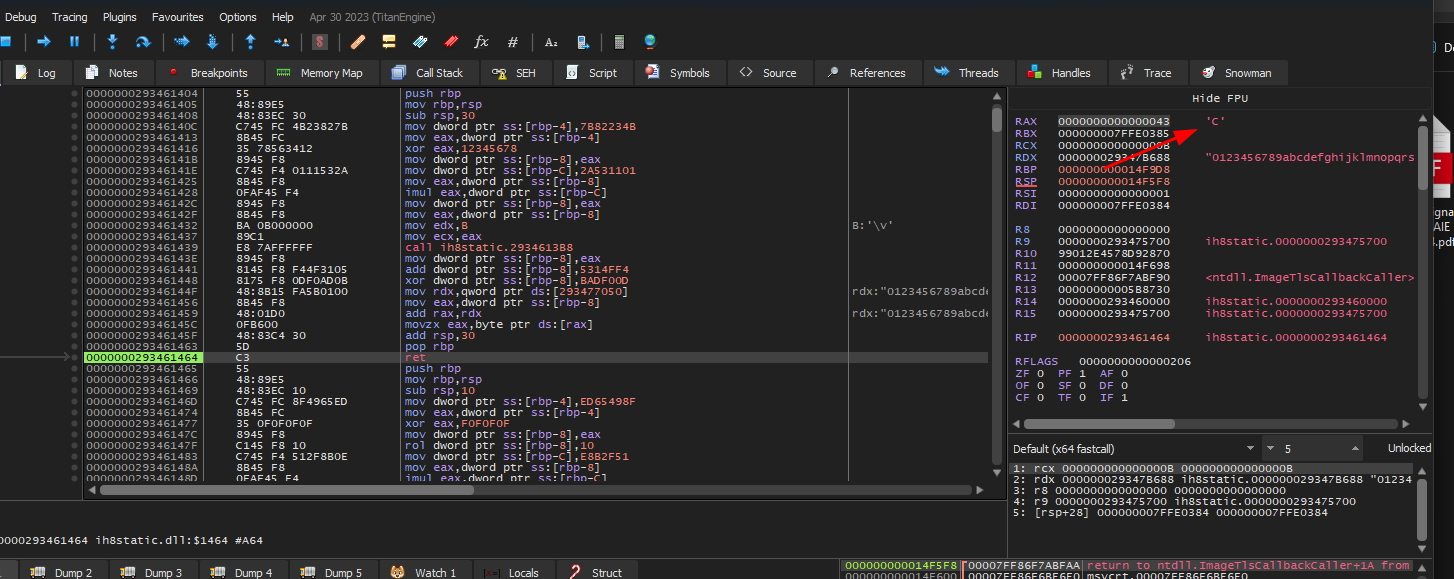 Debug Tracing Plugins Favourites Options Help Apr 30 2023 (TitanEngine)
Log Notes Breakpoints Memory Map Call Stack SEH Script Symbols Source References Threads Handles Trace Snowman
0000000293461404 55 push rbp
0000000293461405 48:89E5 mov rbp,rsp
0000000293461408 48:83EC 30 sub rsp,30
000000029346140C C745 FC 4B23827B mov dword ptr ss:[rbp-4],7B82234B
0000000293461413 8B45 FC mov eax,dword ptr ss:[rbp-4]
0000000293461416 35 78563412 xor eax,12345678
000000029346141B 8945 F8 mov dword ptr ss:[rbp-8],eax
000000029346141E C745 F4 0111532A mov dword ptr ss:[rbp-C],2A531101
0000000293461425 8B45 F8 mov eax,dword ptr ss:[rbp-8]
0000000293461428 0FAF45 F4 imul eax,dword ptr ss:[rbp-C]
000000029346142C 8945 F8 mov dword ptr ss:[rbp-8],eax
000000029346142F 8B45 F8 mov eax,dword ptr ss:[rbp-8]
0000000293461432 BA 0B000000 mov edx,B B:'\v'
0000000293461437 89C1 mov ecx,eax
0000000293461439 E8 7AFFFFFF call ih8static.2934613B8
000000029346143E 8945 F8 mov dword ptr ss:[rbp-8],eax
0000000293461441 8145 F8 F44F3105 add dword ptr ss:[rbp-8],5314FF4
0000000293461448 8175 F8 0DF0AD0B xor dword ptr ss:[rbp-8],BADF00D
000000029346144F 48:8B15 FA5B0100 mov rdx,qword ptr ds:[293477050] rdx:"0123456789abcde
0000000293461456 8B45 F8 mov eax,dword ptr ss:[rbp-8]
0000000293461459 48:01D0 add rax,rdx rdx:"0123456789abcde
000000029346145C 0FB600 movzx eax,byte ptr ds:[rax]
000000029346145F 48:83C4 30 add rsp,30
0000000293461463 5D pop rbp
0000000293461464 C3 ret
0000000293461465 55 push rbp
0000000293461466 48:89E5 mov rbp,rsp
0000000293461469 48:83EC 10 sub rsp,10
000000029346146D C745 FC 8F4965ED mov dword ptr ss:[rbp-4],ED65498F
0000000293461474 8B45 FC mov eax,dword ptr ss:[rbp-4]
0000000293461477 35 0F0F0F0F xor eax,F0F0F0F
000000029346147C 8945 F8 mov dword ptr ss:[rbp-8],eax
000000029346147F C145 F8 10 rol dword ptr ss:[rbp-8],10
0000000293461483 C745 F4 512F8B0E mov dword ptr ss:[rbp-C],E8B2F51
000000029346148A 8B45 F8 mov eax,dword ptr ss:[rbp-8]
000000029346148D 0FAF45 F4 imul eax,dword ptr ss:[rbp-C]
Hide FPU
RAX 0000000000000043 'C'
RBX 000000007FFE0385
RCX 000000000000000B
RDX 000000029347B688 "0123456789abcdefghijklmnopqrs
RBP 000000000014F9D8
RSP 000000000014F5F8
RSI 0000000000000001
RDI 000000007FFE0384
R8 0000000000000000
R9 0000000293475700 ih8static.0000000293475700
R10 99012E4578D92870
R11 000000000014F698
R12 00007FF86F7ABF90 <ntdll.ImageTlsCallbackCaller>
R13 00000000005B8730
R14 0000000293460000 ih8static.0000000293460000
R15 0000000293475700 ih8static.0000000293475700
RIP 0000000293461464 ih8static.0000000293461464
RFLAGS 0000000000000206
ZF 0 PF 1 AF 0
OF 0 SF 0 DF 0
CF 0 TF 0 IF 1
Default (x64 fastcall) 5 Unlocked
1: rcx 000000000000000B 000000000000000B
2: rdx 000000029347B688 ih8static.000000029347B688 "01234
3: r8 0000000000000000 0000000000000000
4: r9 0000000293475700 ih8static.0000000293475700
5: [rsp+28] 000000007FFE0384 000000007FFE0384
0000293461464 ih8static.dll:$1464 #A64
Dump 2 Dump 3 Dump 4 Dump 5 Watch 1 Locals Struct
000000000014F5F8 00007FF86F7ABFAA return to ntdll.ImageTlsCallbackCaller+1A from
000000000014F600 00007FF86EBE6F0 msvcrt.00007FF86EBE6F0